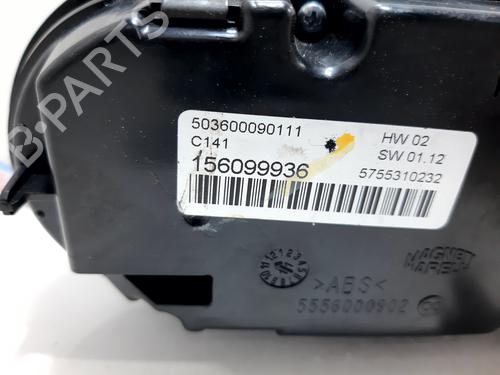 B-PARTS
503600090111
C141
156099936
HW 02
SW 01.12
5755310232
MAGNETI
MARELLI
>ABS<
5556000902